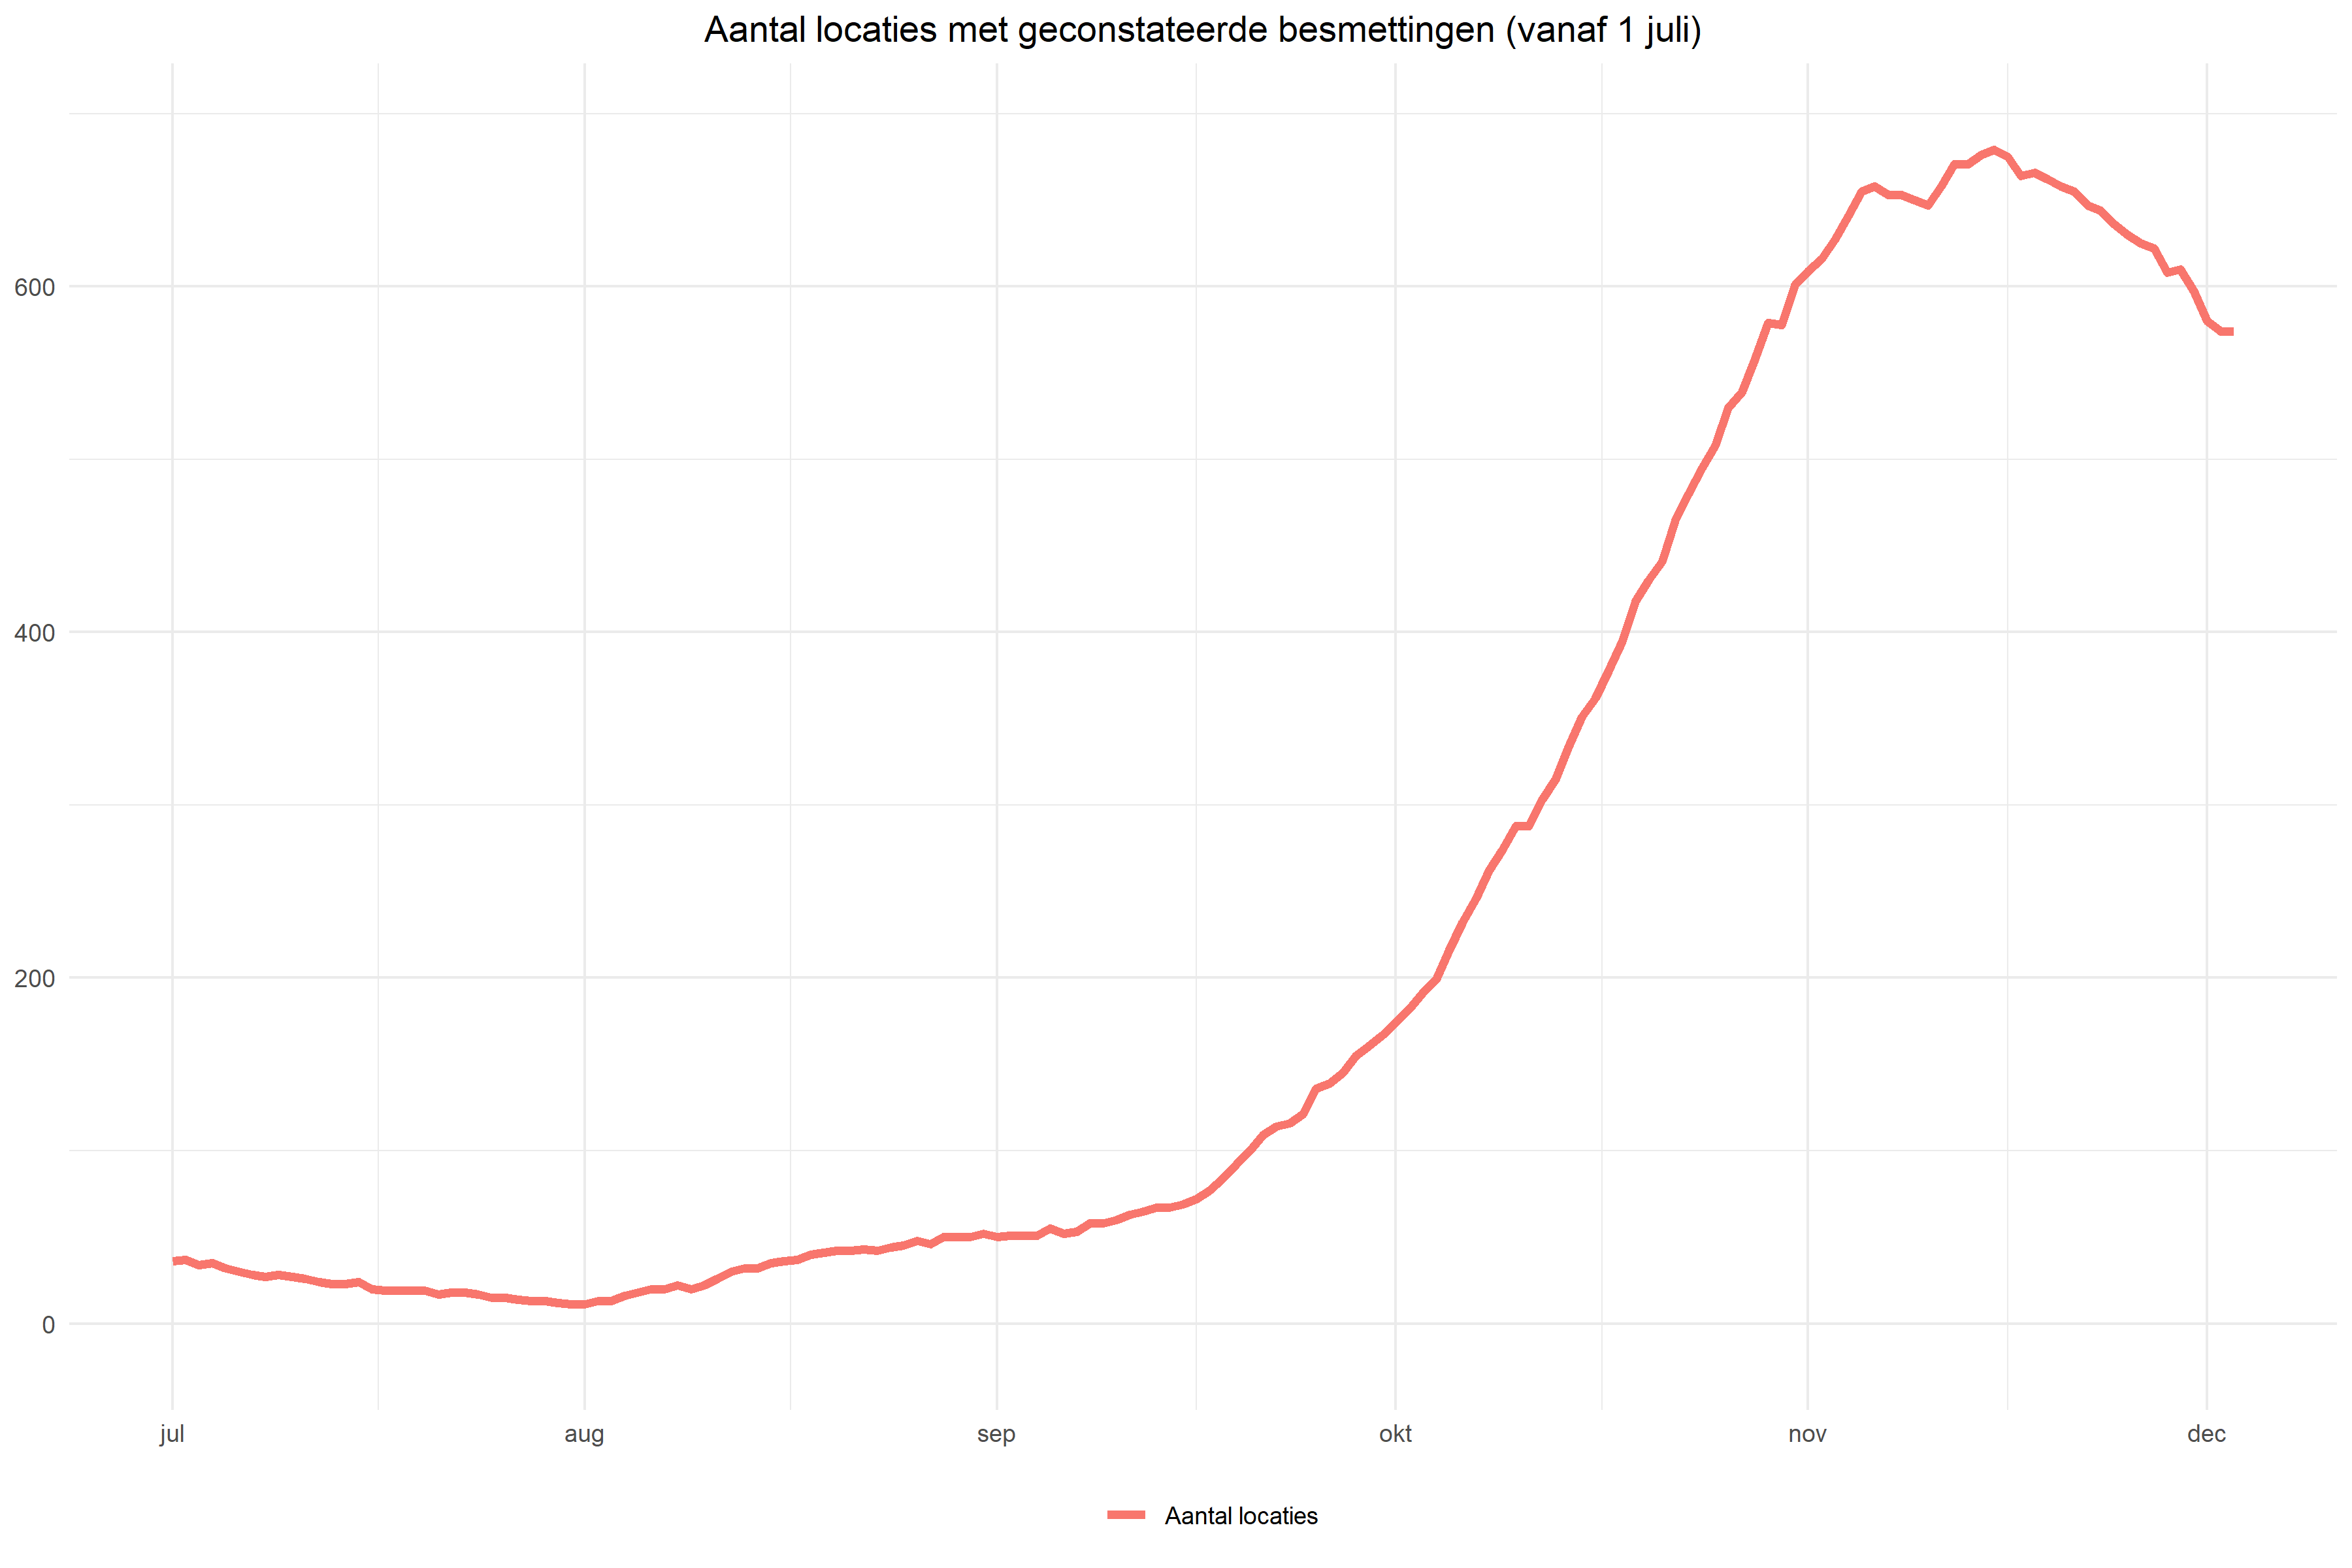 Aantal locaties met geconstateerde besmettingen (vanaf 1 juli)
600
400
200
0
jul aug sep okt nov dec
Aantal locaties